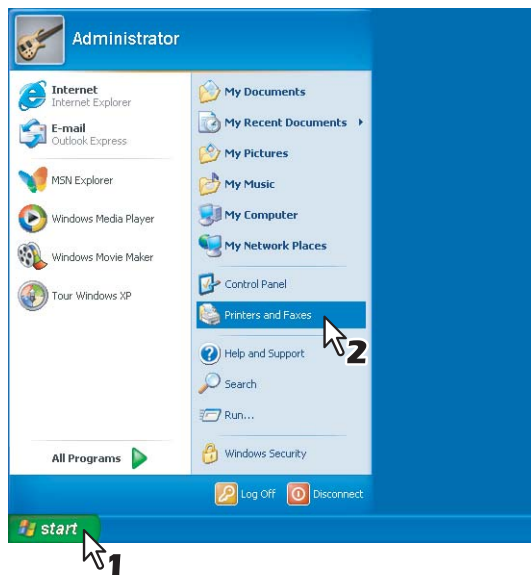 Administrator
Internet
Internet Explorer
E-mail
Outlook Express
MSN Explorer
Windows Media Player
Windows Movie Maker
Tour Windows XP
All Programs
My Documents
My Recent Documents
My Pictures
My Music
My Computer
My Network Places
Control Panel
Printers and Faxes
2
Help and Support
Search
Run...
Windows Security
Log Off Disconnect
start
1